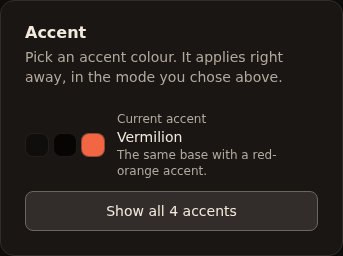 Accent
Pick an accent colour. It applies right
away, in the mode you chose above.
Current accent
Vermilion
The same base with a red-
orange accent.
Show all 4 accents